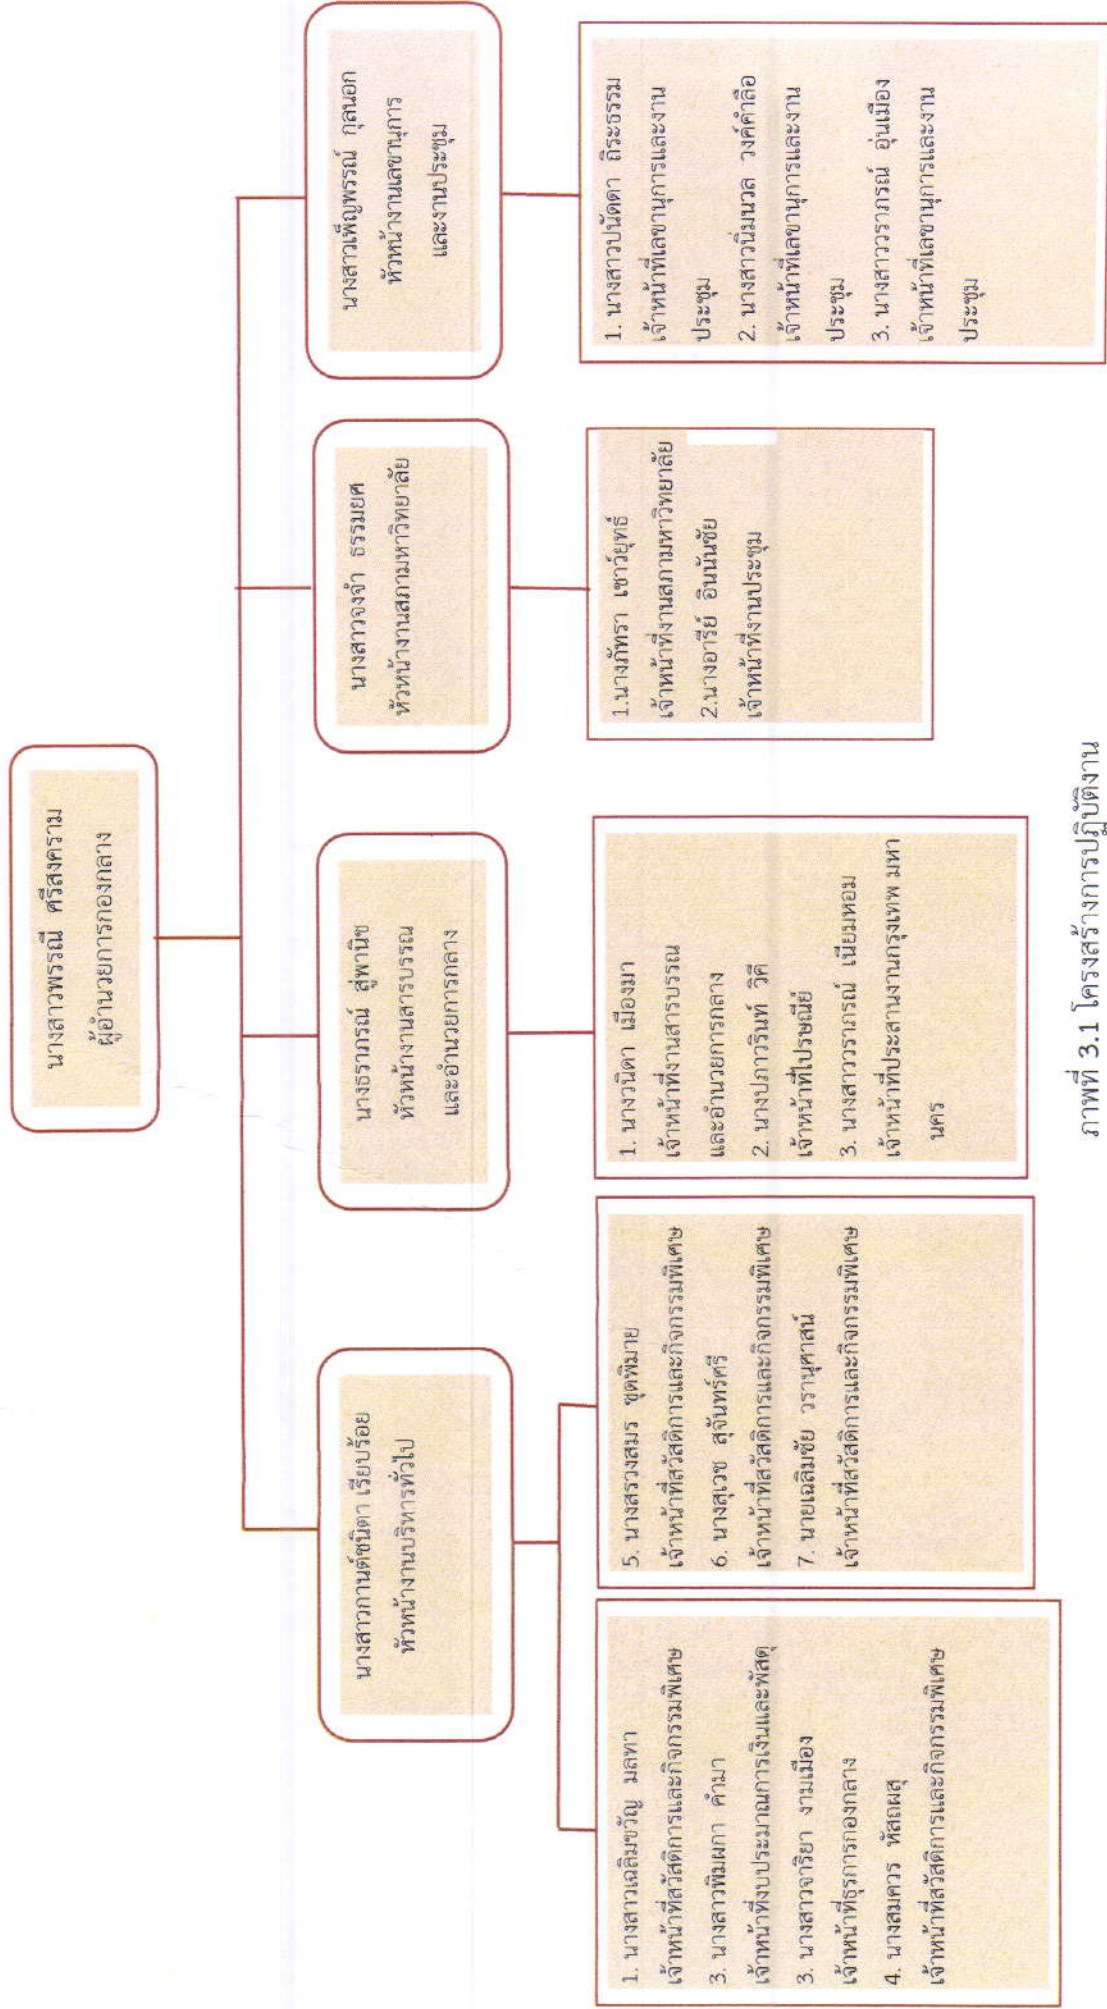 นางสาวพรรณี ศรีสงคราม
ผู้อำนวยการกองกลาง
นางสาวกานต์ชนิตา เรียบร้อย
หัวหน้างานบริหารทั่วไป
นางธราภรณ์ สู่พานิช
หัวหน้างานสารบรรณ
และอำนวยการกลาง
นางสาวจงจำ ธรรมยศ
หัวหน้างานสภามหาวิทยาลัย
นางสาวเพ็ญพรรณ์ กุลนอก
หัวหน้างานเลขานุการ
และงานประชุม
1. นางสาวเฉลิมขวัญ มลทา
เจ้าหน้าที่สวัสดิการและกิจกรรมพิเศษ
3. นางสาวพิมผกา คำมา
เจ้าหน้าที่งบประมาณการเงินและพัสดุ
3. นางสาวจาริยา งามเมือง
เจ้าหน้าที่ธุรการกองกลาง
4. นางสมควร หัสถผสุ
เจ้าหน้าที่สวัสดิการและกิจกรรมพิเศษ
5. นางสรวงสมร ชูดพิมาย
เจ้าหน้าที่สวัสดิการและกิจกรรมพิเศษ
6. นางสุเวช สุจันทร์ศรี
เจ้าหน้าที่สวัสดิการและกิจกรรมพิเศษ
7. นายเฉลิมชัย วรานุศาสน์
เจ้าหน้าที่สวัสดิการและกิจกรรมพิเศษ
1. นางวนิดา เมืองมา
เจ้าหน้าที่งานสารบรรณ
และอำนวยการกลาง
2. นางปภาวรินท์ วิคี
เจ้าหน้าที่ไปรษณีย์
3. นางสาววราภรณ์ เนียมหอม
เจ้าหน้าที่ประสานงานกรุงเทพ มหา
นคร
1.นางภัทรา เชาว์ยุทธ์
เจ้าหน้าที่งานสภามหาวิทยาลัย
2.นางอารีย์ อินนันชัย
เจ้าหน้าที่งานประชุม
1. นางสาวปนัดดา ถิระธรรม
เจ้าหน้าที่เลขานุการและงาน
ประชุม
2. นางสาวนิ่มนวล วงค์คำลือ
เจ้าหน้าที่เลขานุการและงาน
ประชุม
3. นางสาววราภรณ์ อุ่นเมือง
เจ้าหน้าที่เลขานุการและงาน
ประชุม
ภาพที่ 3.1 โครงสร้างการปฏิบัติงาน